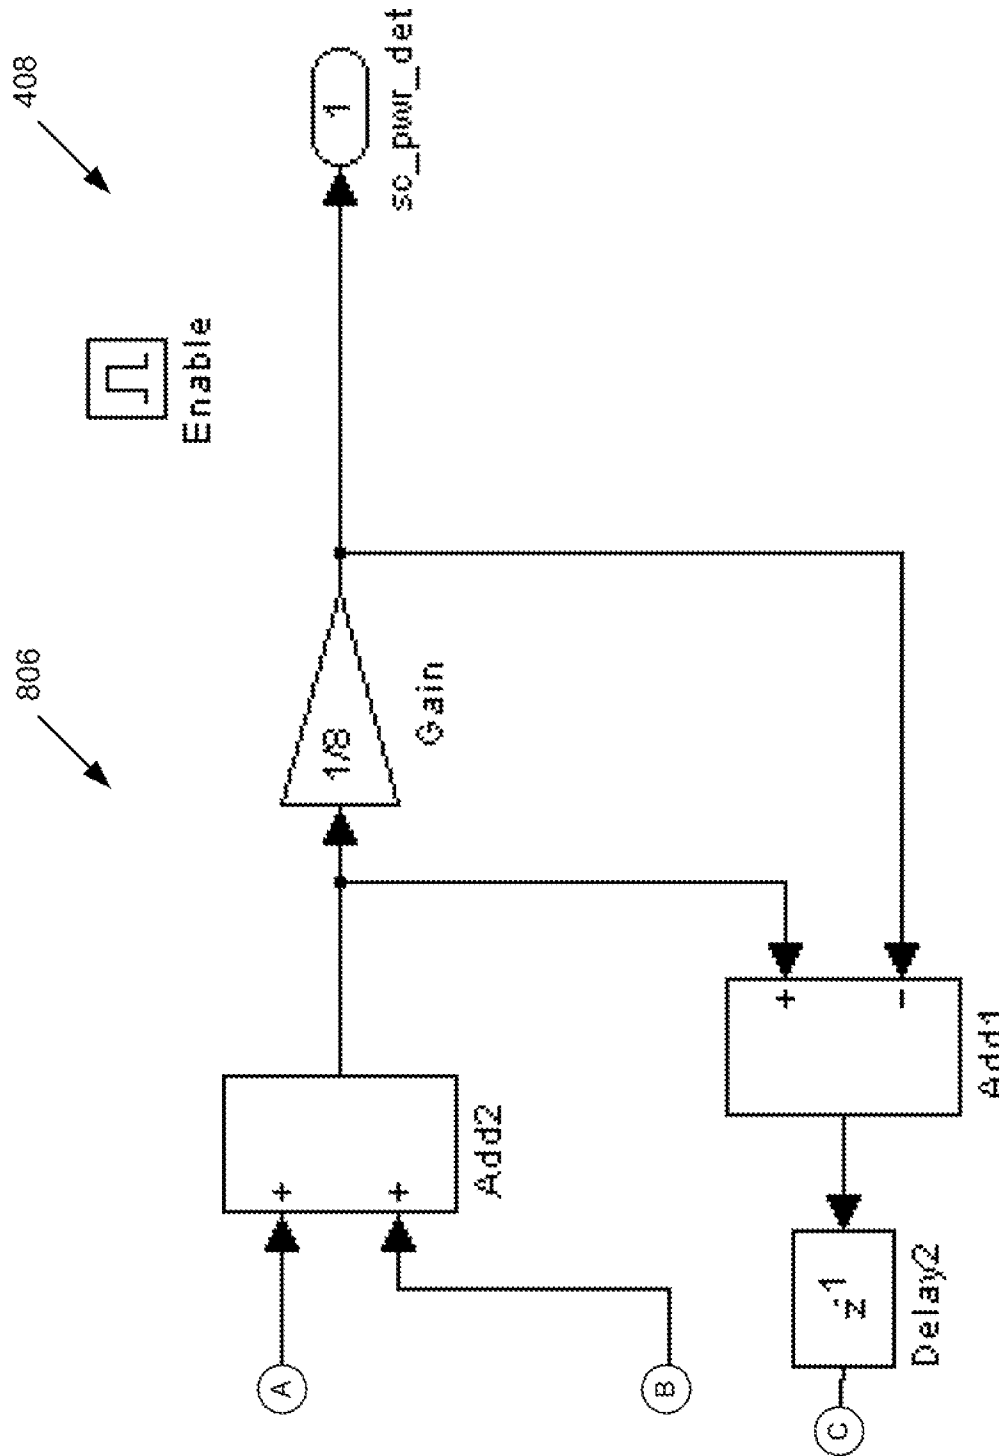 408
806
Enable
1
sc_pwr_det
1/8
Gain
+
+
Add2
A
B
+
-
Add1
z-1
Delay2
C